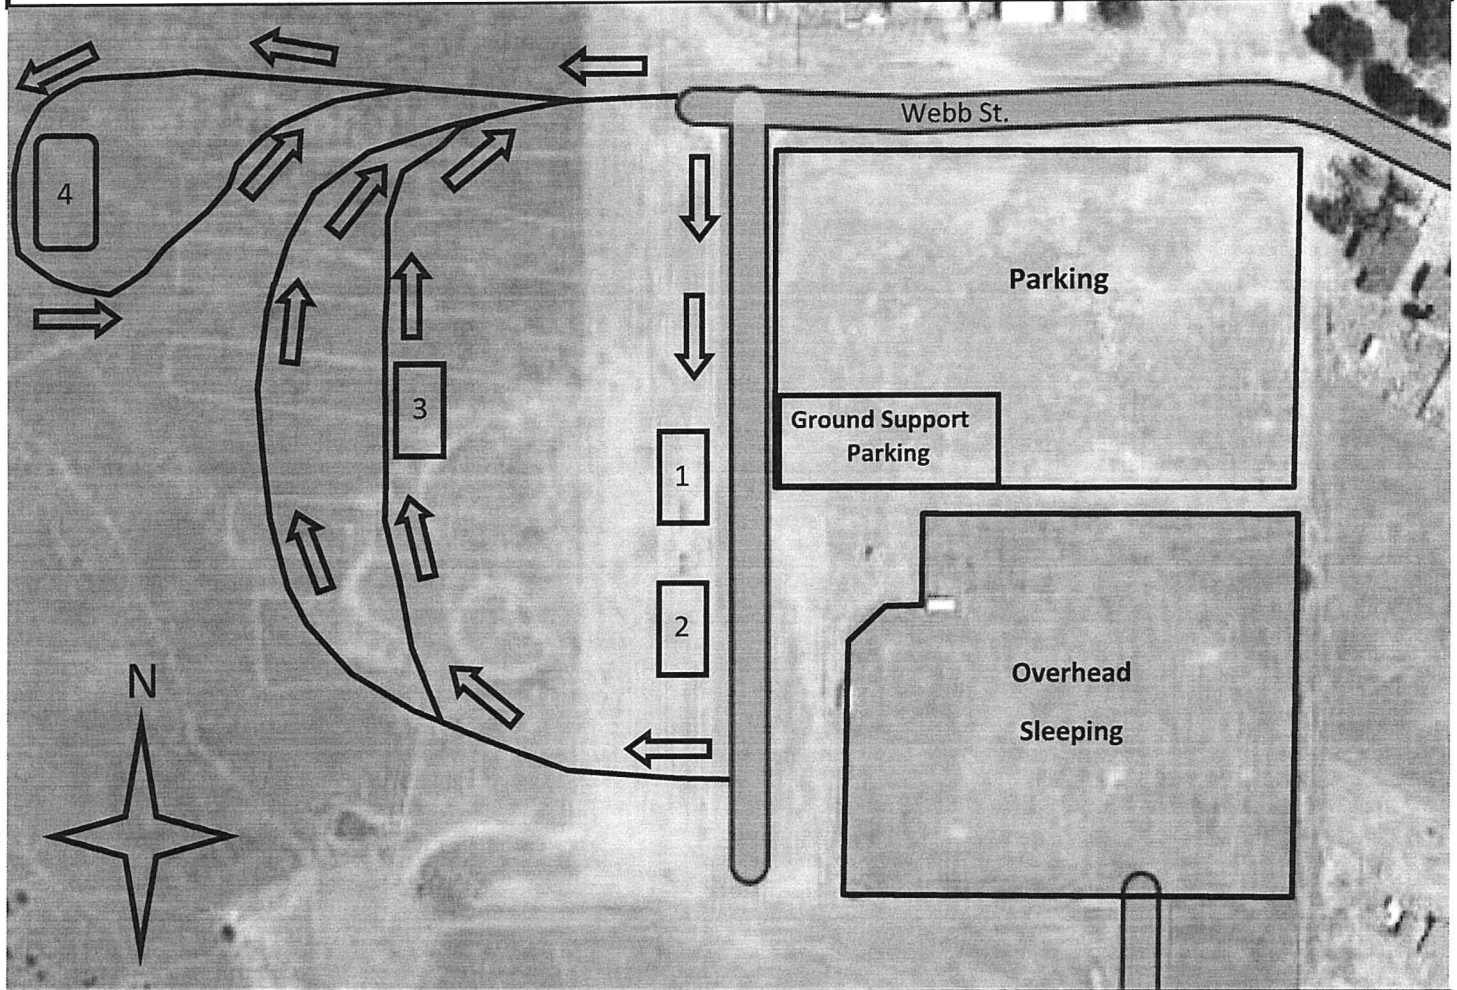 Webb St.
4
Parking
3
Ground Support
Parking
1
2
N
Overhead
Sleeping